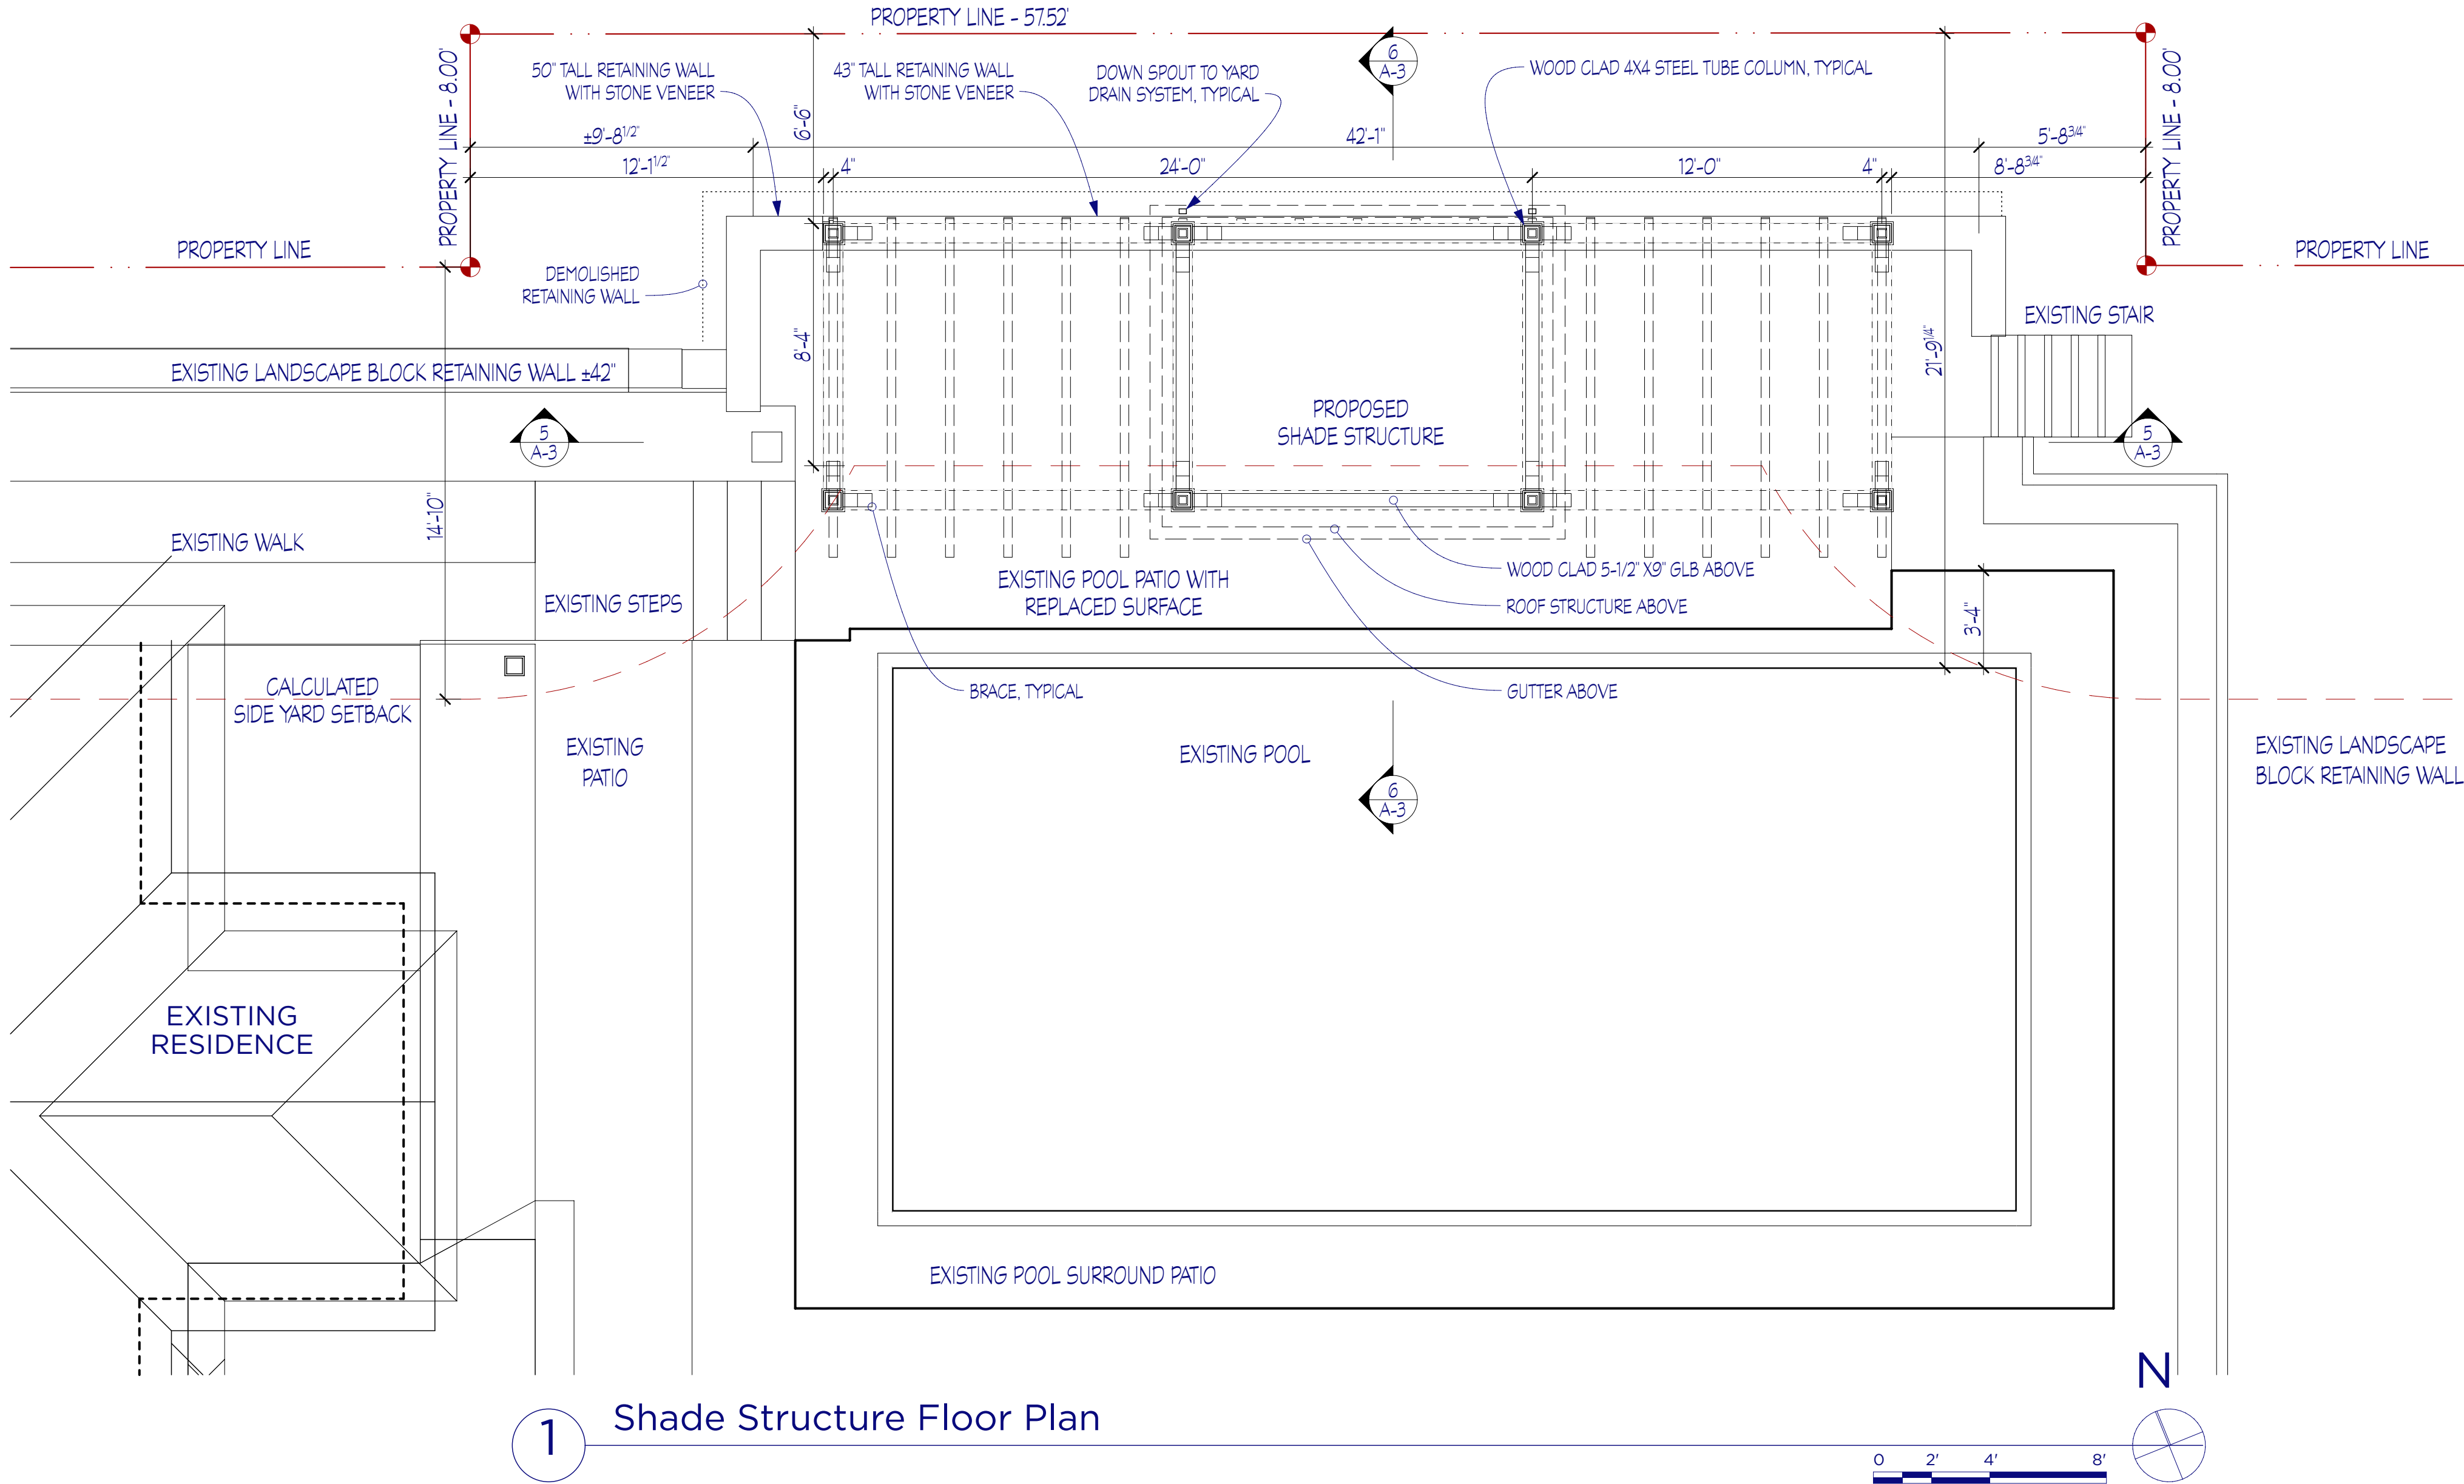 PROPERTY LINE - 57.52'
PROPERTY LINE - 8.00'
50" TALL RETAINING WALL
WITH STONE VENEER
6'-6"
43" TALL RETAINING WALL
WITH STONE VENEER
DOWN SPOUT TO YARD
DRAIN SYSTEM, TYPICAL
6
A-3
WOOD CLAD 4X4 STEEL TUBE COLUMN, TYPICAL
PROPERTY LINE - 8.00'
±9'-8 1/2"
42'-1"
5'-8 3/4"
12'-1 1/2"
4"
24'-0"
12'-0"
4"
8'-8 3/4"
PROPERTY LINE
PROPERTY LINE
DEMOLISHED
RETAINING WALL
EXISTING STAIR
8'-4"
21'-9 1/4"
EXISTING LANDSCAPE BLOCK RETAINING WALL ±42"
PROPOSED
SHADE STRUCTURE
5
A-3
5
A-3
14'-10"
EXISTING WALK
EXISTING STEPS
EXISTING POOL PATIO WITH
REPLACED SURFACE
WOOD CLAD 5-1/2" X9" GLB ABOVE
ROOF STRUCTURE ABOVE
3'-4"
CALCULATED
SIDE YARD SETBACK
BRACE, TYPICAL
GUTTER ABOVE
EXISTING
PATIO
EXISTING POOL
EXISTING LANDSCAPE
BLOCK RETAINING WALL
6
A-3
EXISTING
RESIDENCE
EXISTING POOL SURROUND PATIO
N
1
Shade Structure Floor Plan
0 2' 4' 8'